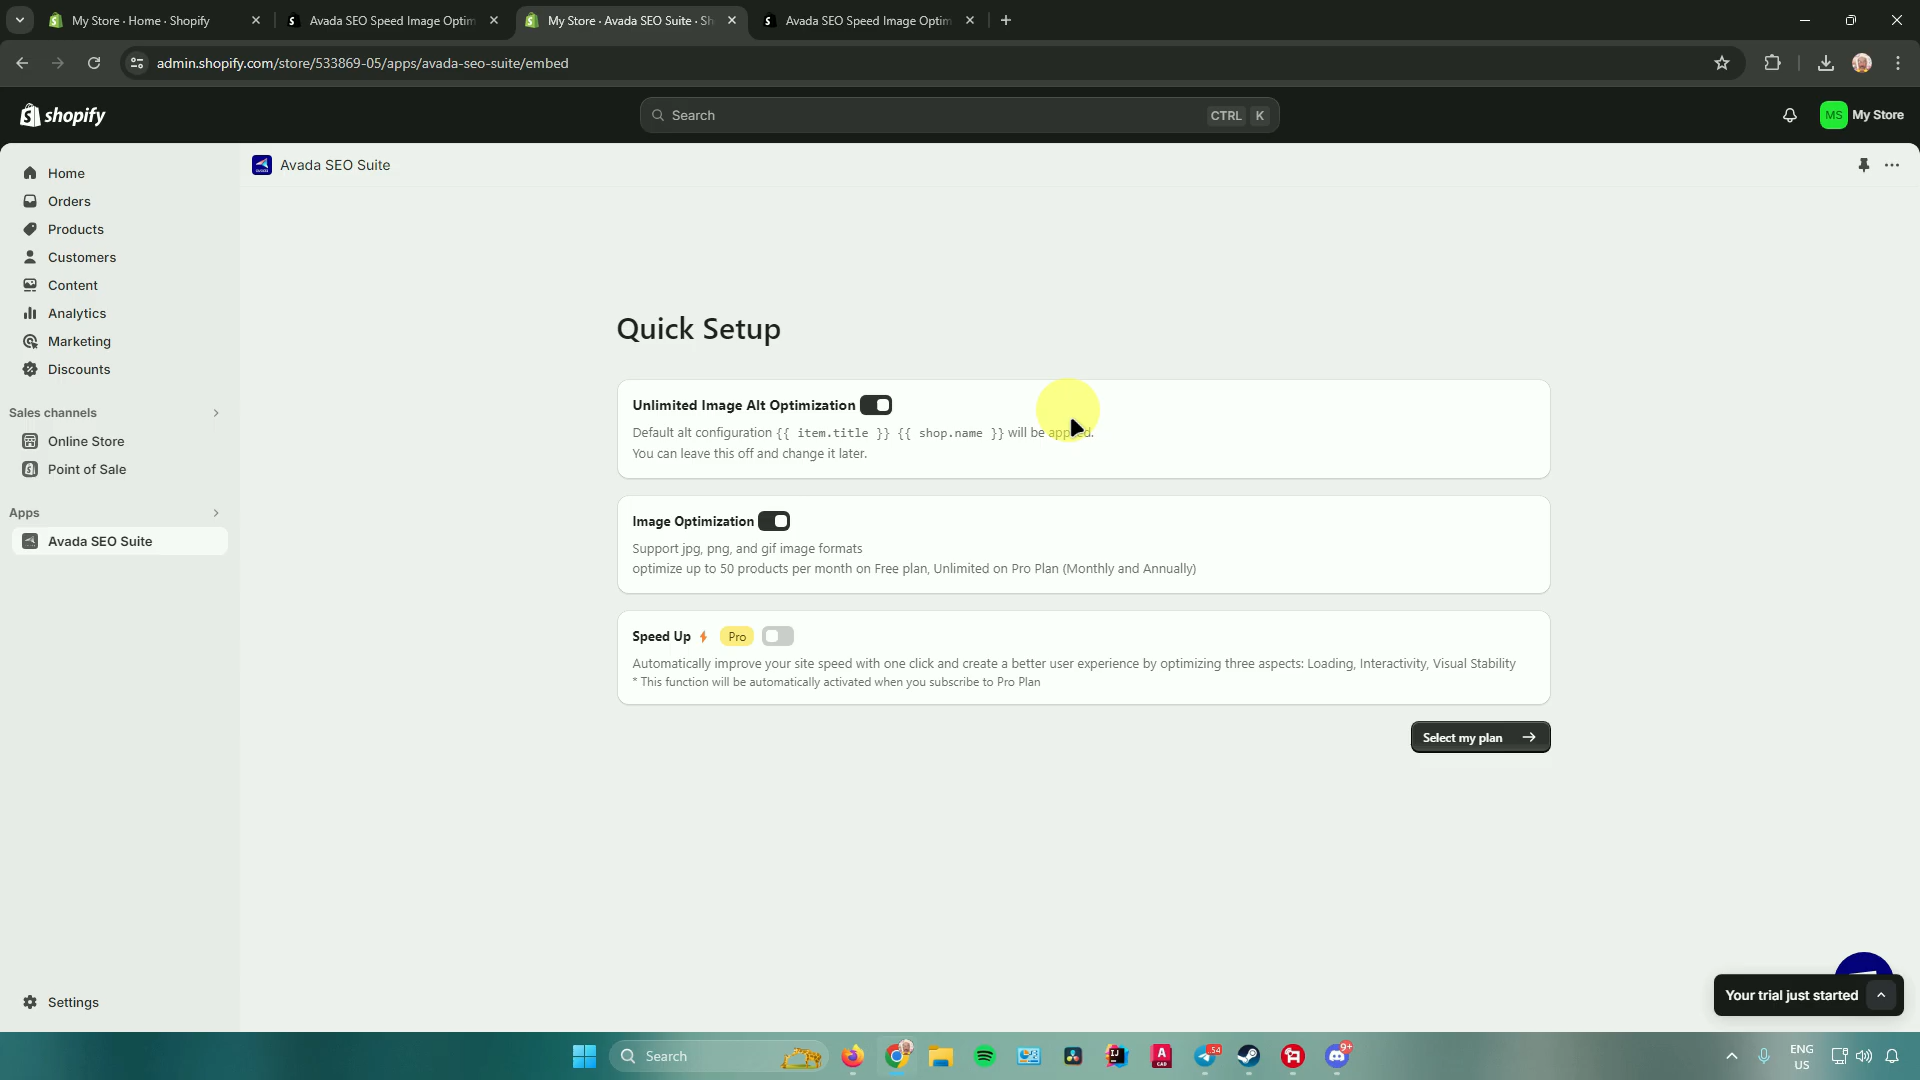 My Store · Home · Shopify
Avada SEO Speed Image Optim
My Store · Avada SEO Suite · Sh
Avada SEO Speed Image Optim
admin.shopify.com/store/533869-05/apps/avada-seo-suite/embed
shopify
Search
CTRL K
MS My Store
Home
Orders
Products
Customers
Content
Analytics
Marketing
Discounts
Sales channels
Online Store
Point of Sale
Apps
Avada SEO Suite
Settings
Avada SEO Suite
Quick Setup
Unlimited Image Alt Optimization
Default alt configuration {{ item.title }} {{ shop.name }} will be applied.
You can leave this off and change it later.
Image Optimization
Support jpg, png, and gif image formats
optimize up to 50 products per month on Free plan, Unlimited on Pro Plan (Monthly and Annually)
Speed Up Pro
Automatically improve your site speed with one click and create a better user experience by optimizing three aspects: Loading, Interactivity, Visual Stability
* This function will be automatically activated when you subscribe to Pro Plan
Select my plan
Your trial just started
Search
54
9+
ENG
US